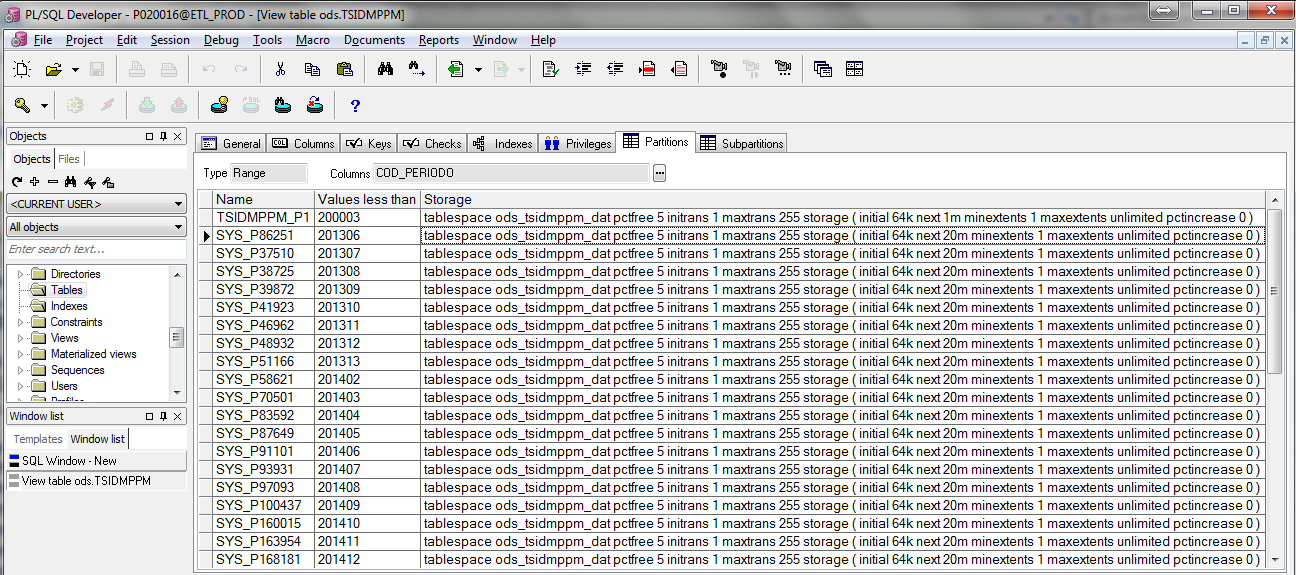 PL/SQL Developer - P020016@ETL_PROD - [View table ods.TSIDMPPM]
File Project Edit Session Debug Tools Macro Documents Reports Window Help
SQL
?
Objects
Objects Files
<CURRENT USER>
All objects
Enter search text...
Directories
Tables
Indexes
Constraints
Views
Materialized views
Sequences
Users
Profiles
Window list
Templates Window list
SQL Window - New
View table ods.TSIDMPPM
General Columns Keys Checks Indexes Privileges Partitions Subpartitions
Type Range Columns COD_PERIODO ...
Name Values less than Storage
TSIDMPPM_P1 200003 tablespace ods_tsidmppm_dat pctfree 5 initrans 1 maxtrans 255 storage ( initial 64k next 1m minextents 1 maxextents unlimited pctincrease 0 )
SYS_P86251 201306 tablespace ods_tsidmppm_dat pctfree 5 initrans 1 maxtrans 255 storage ( initial 64k next 20m minextents 1 maxextents unlimited pctincrease 0 )
SYS_P37510 201307 tablespace ods_tsidmppm_dat pctfree 5 initrans 1 maxtrans 255 storage ( initial 64k next 20m minextents 1 maxextents unlimited pctincrease 0 )
SYS_P38725 201308 tablespace ods_tsidmppm_dat pctfree 5 initrans 1 maxtrans 255 storage ( initial 64k next 20m minextents 1 maxextents unlimited pctincrease 0 )
SYS_P39872 201309 tablespace ods_tsidmppm_dat pctfree 5 initrans 1 maxtrans 255 storage ( initial 64k next 20m minextents 1 maxextents unlimited pctincrease 0 )
SYS_P41923 201310 tablespace ods_tsidmppm_dat pctfree 5 initrans 1 maxtrans 255 storage ( initial 64k next 20m minextents 1 maxextents unlimited pctincrease 0 )
SYS_P46962 201311 tablespace ods_tsidmppm_dat pctfree 5 initrans 1 maxtrans 255 storage ( initial 64k next 20m minextents 1 maxextents unlimited pctincrease 0 )
SYS_P48932 201312 tablespace ods_tsidmppm_dat pctfree 5 initrans 1 maxtrans 255 storage ( initial 64k next 20m minextents 1 maxextents unlimited pctincrease 0 )
SYS_P51166 201313 tablespace ods_tsidmppm_dat pctfree 5 initrans 1 maxtrans 255 storage ( initial 64k next 20m minextents 1 maxextents unlimited pctincrease 0 )
SYS_P58621 201402 tablespace ods_tsidmppm_dat pctfree 5 initrans 1 maxtrans 255 storage ( initial 64k next 20m minextents 1 maxextents unlimited pctincrease 0 )
SYS_P70501 201403 tablespace ods_tsidmppm_dat pctfree 5 initrans 1 maxtrans 255 storage ( initial 64k next 20m minextents 1 maxextents unlimited pctincrease 0 )
SYS_P83592 201404 tablespace ods_tsidmppm_dat pctfree 5 initrans 1 maxtrans 255 storage ( initial 64k next 20m minextents 1 maxextents unlimited pctincrease 0 )
SYS_P87649 201405 tablespace ods_tsidmppm_dat pctfree 5 initrans 1 maxtrans 255 storage ( initial 64k next 20m minextents 1 maxextents unlimited pctincrease 0 )
SYS_P91101 201406 tablespace ods_tsidmppm_dat pctfree 5 initrans 1 maxtrans 255 storage ( initial 64k next 20m minextents 1 maxextents unlimited pctincrease 0 )
SYS_P93931 201407 tablespace ods_tsidmppm_dat pctfree 5 initrans 1 maxtrans 255 storage ( initial 64k next 20m minextents 1 maxextents unlimited pctincrease 0 )
SYS_P97093 201408 tablespace ods_tsidmppm_dat pctfree 5 initrans 1 maxtrans 255 storage ( initial 64k next 20m minextents 1 maxextents unlimited pctincrease 0 )
SYS_P100437 201409 tablespace ods_tsidmppm_dat pctfree 5 initrans 1 maxtrans 255 storage ( initial 64k next 20m minextents 1 maxextents unlimited pctincrease 0 )
SYS_P160015 201410 tablespace ods_tsidmppm_dat pctfree 5 initrans 1 maxtrans 255 storage ( initial 64k next 20m minextents 1 maxextents unlimited pctincrease 0 )
SYS_P163954 201411 tablespace ods_tsidmppm_dat pctfree 5 initrans 1 maxtrans 255 storage ( initial 64k next 20m minextents 1 maxextents unlimited pctincrease 0 )
SYS_P168181 201412 tablespace ods_tsidmppm_dat pctfree 5 initrans 1 maxtrans 255 storage ( initial 64k next 20m minextents 1 maxextents unlimited pctincrease 0 )